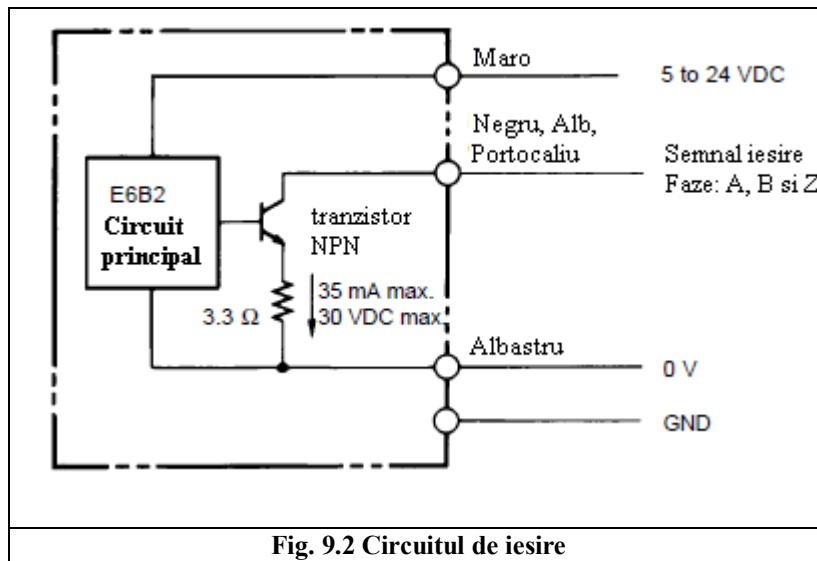 Maro
5 to 24 VDC
Negru, Alb,
Portocaliu
Semnal iesire
Faze: A, B si Z
E6B2
Circuit
principal
tranzistor
NPN
3.3 Ω
35 mA max.
30 VDC max.
Albastru
0 V
GND
Fig. 9.2 Circuitul de iesire